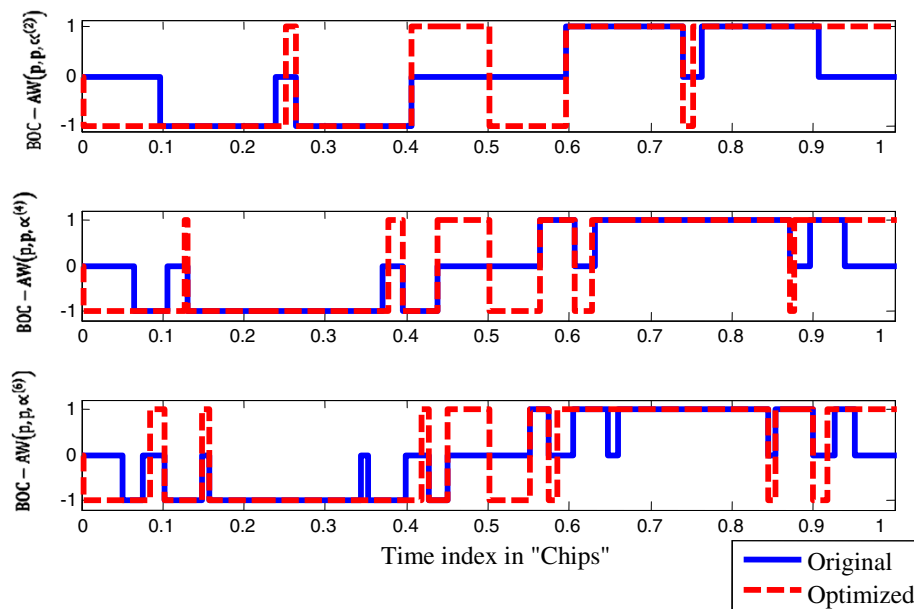 BOC – AW(p, p, ∝(2))
1
0
-1
0 0.1 0.2 0.3 0.4 0.5 0.6 0.7 0.8 0.9 1
BOC – AW(p, p, ∝(4))
1
0
-1
0 0.1 0.2 0.3 0.4 0.5 0.6 0.7 0.8 0.9 1
BOC – AW(p, p, ∝(6))
1
0
-1
0 0.1 0.2 0.3 0.4 0.5 0.6 0.7 0.8 0.9 1
Time index in "Chips"
Original
Optimized